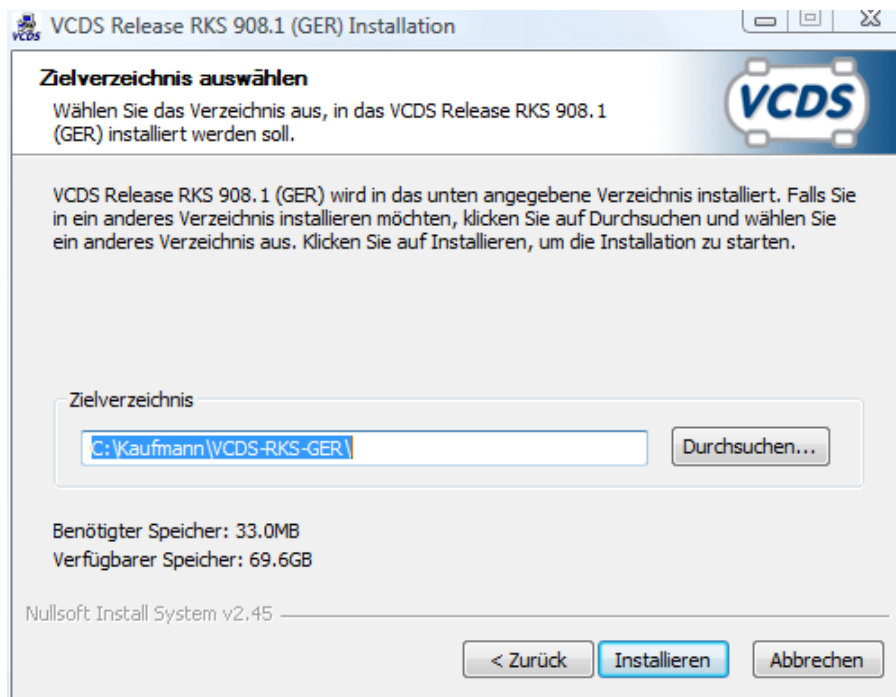 VCDS
VCDS Release RKS 908.1 (GER) Installation
Zielverzeichnis auswählen
Wählen Sie das Verzeichnis aus, in das VCDS Release RKS 908.1
(GER) installiert werden soll.
VCDS
VCDS Release RKS 908.1 (GER) wird in das unten angegebene Verzeichnis installiert. Falls Sie
in ein anderes Verzeichnis installieren möchten, klicken Sie auf Durchsuchen und wählen Sie
ein anderes Verzeichnis aus. Klicken Sie auf Installieren, um die Installation zu starten.
Zielverzeichnis
C:\Kaufmann\VCDS-RKS-GER\
Durchsuchen...
Benötigter Speicher: 33.0MB
Verfügbarer Speicher: 69.6GB
Nullsoft Install System v2.45
< Zurück
Installieren
Abbrechen